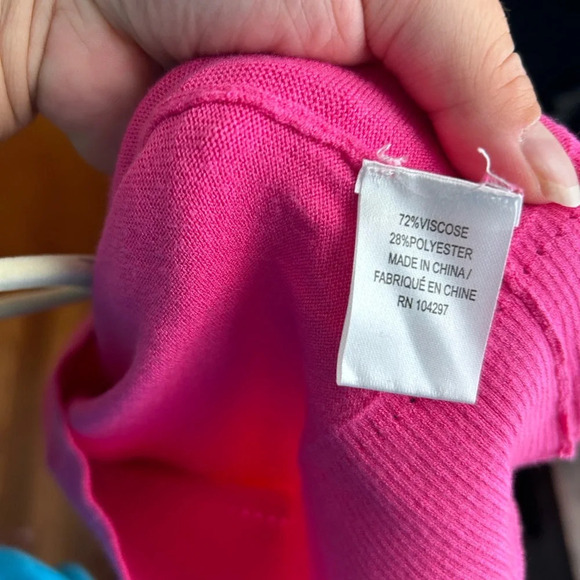 72%VISCOSE
28%POLYESTER
MADE IN CHINA /
FABRIQUÉ EN CHINE
RN 104297